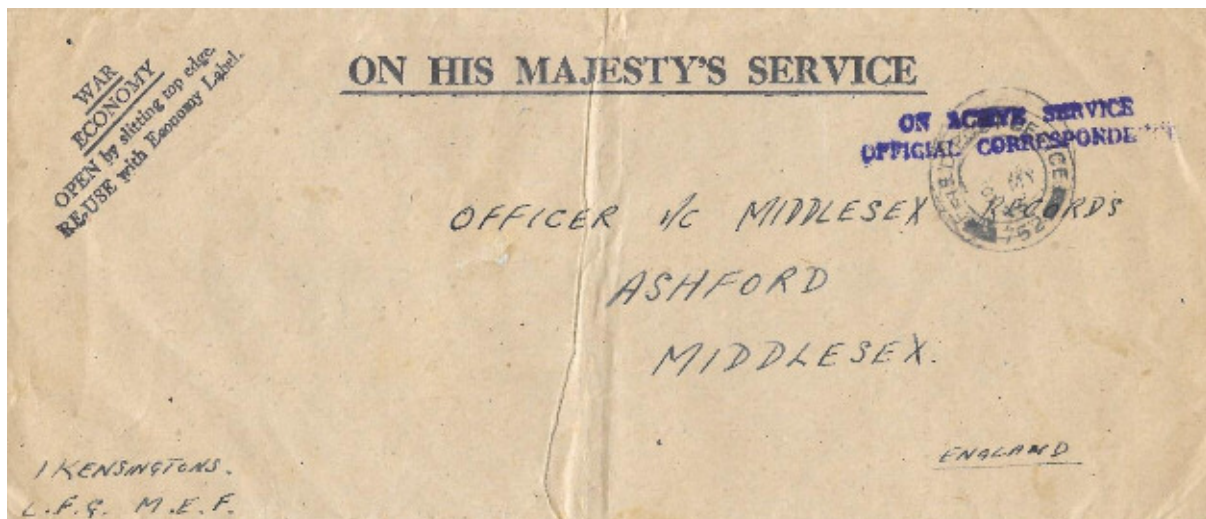 WAR
ECONOMY
OPEN by slitting top edge.
RE-USE with Economy Label.
ON HIS MAJESTY'S SERVICE
ON ACTIVE SERVICE
OFFICIAL CORRESPONDE
OFFICER i/c MIDDLESEX RECORDS
ASHFORD
MIDDLESEX.
ENGLAND
1 KENSINGTONS.
M.E.F.
752